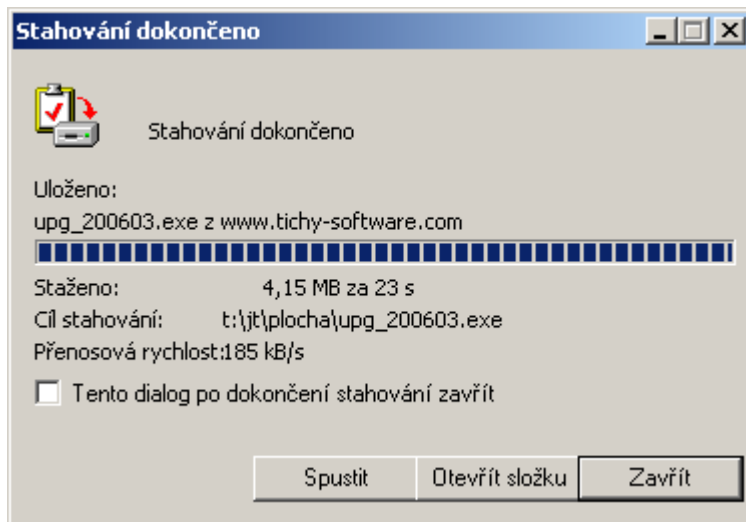 Stahování dokončeno
Stahování dokončeno
Uloženo:
upg_200603.exe z www.tichy-software.com
Staženo: 4,15 MB za 23 s
Cíl stahování: t:\jt\plocha\upg_200603.exe
Přenosová rychlost:185 kB/s
Tento dialog po dokončení stahování zavřít
Spustit Otevřít složku Zavřít